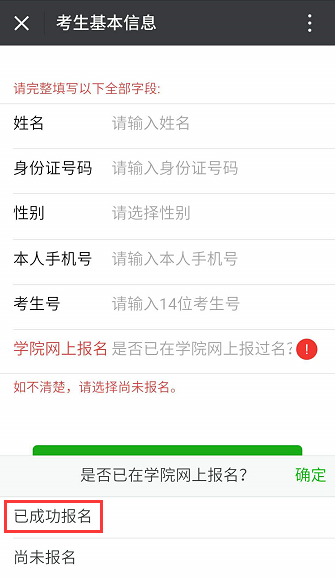 考生基本信息
请完整填写以下全部字段:
姓名 请输入姓名
身份证号码 请输入身份证号码
性别 请选择性别
本人手机号 请输入本人手机号
考生号 请输入14位考生号
学院网上报名 是否已在学院网上报过名?
如不清楚，请选择尚未报名。
是否已在学院网上报名? 确定
已成功报名
尚未报名